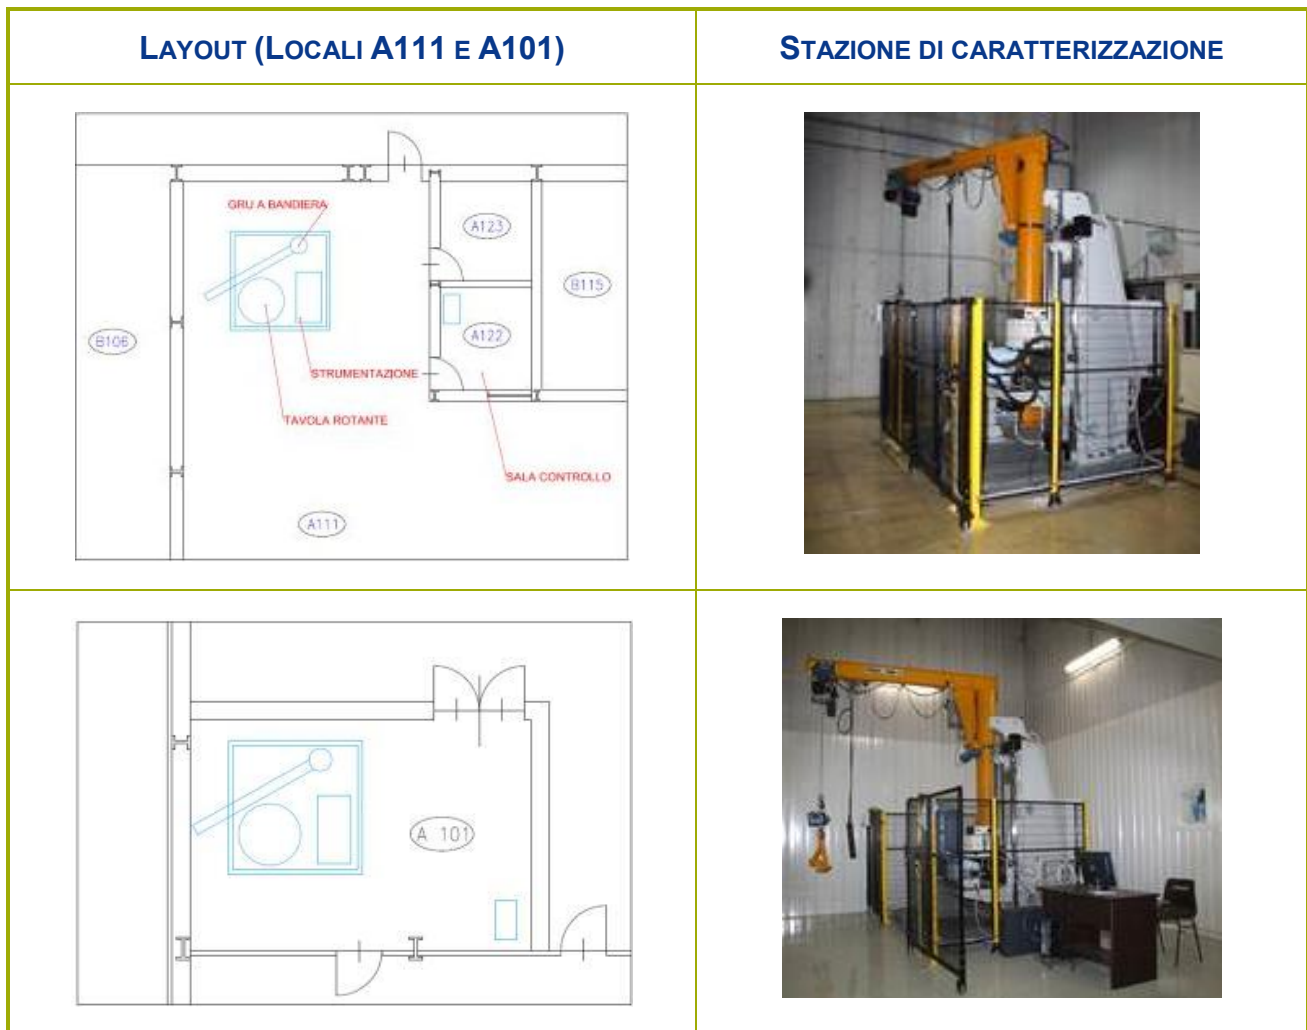 LAYOUT (LOCALI A111 E A101)
STAZIONE DI CARATTERIZZAZIONE
GRU A BANDIERA
A123
B115
B106
A122
STRUMENTAZIONE
TAVOLA ROTANTE
SALA CONTROLLO
A111
A 101